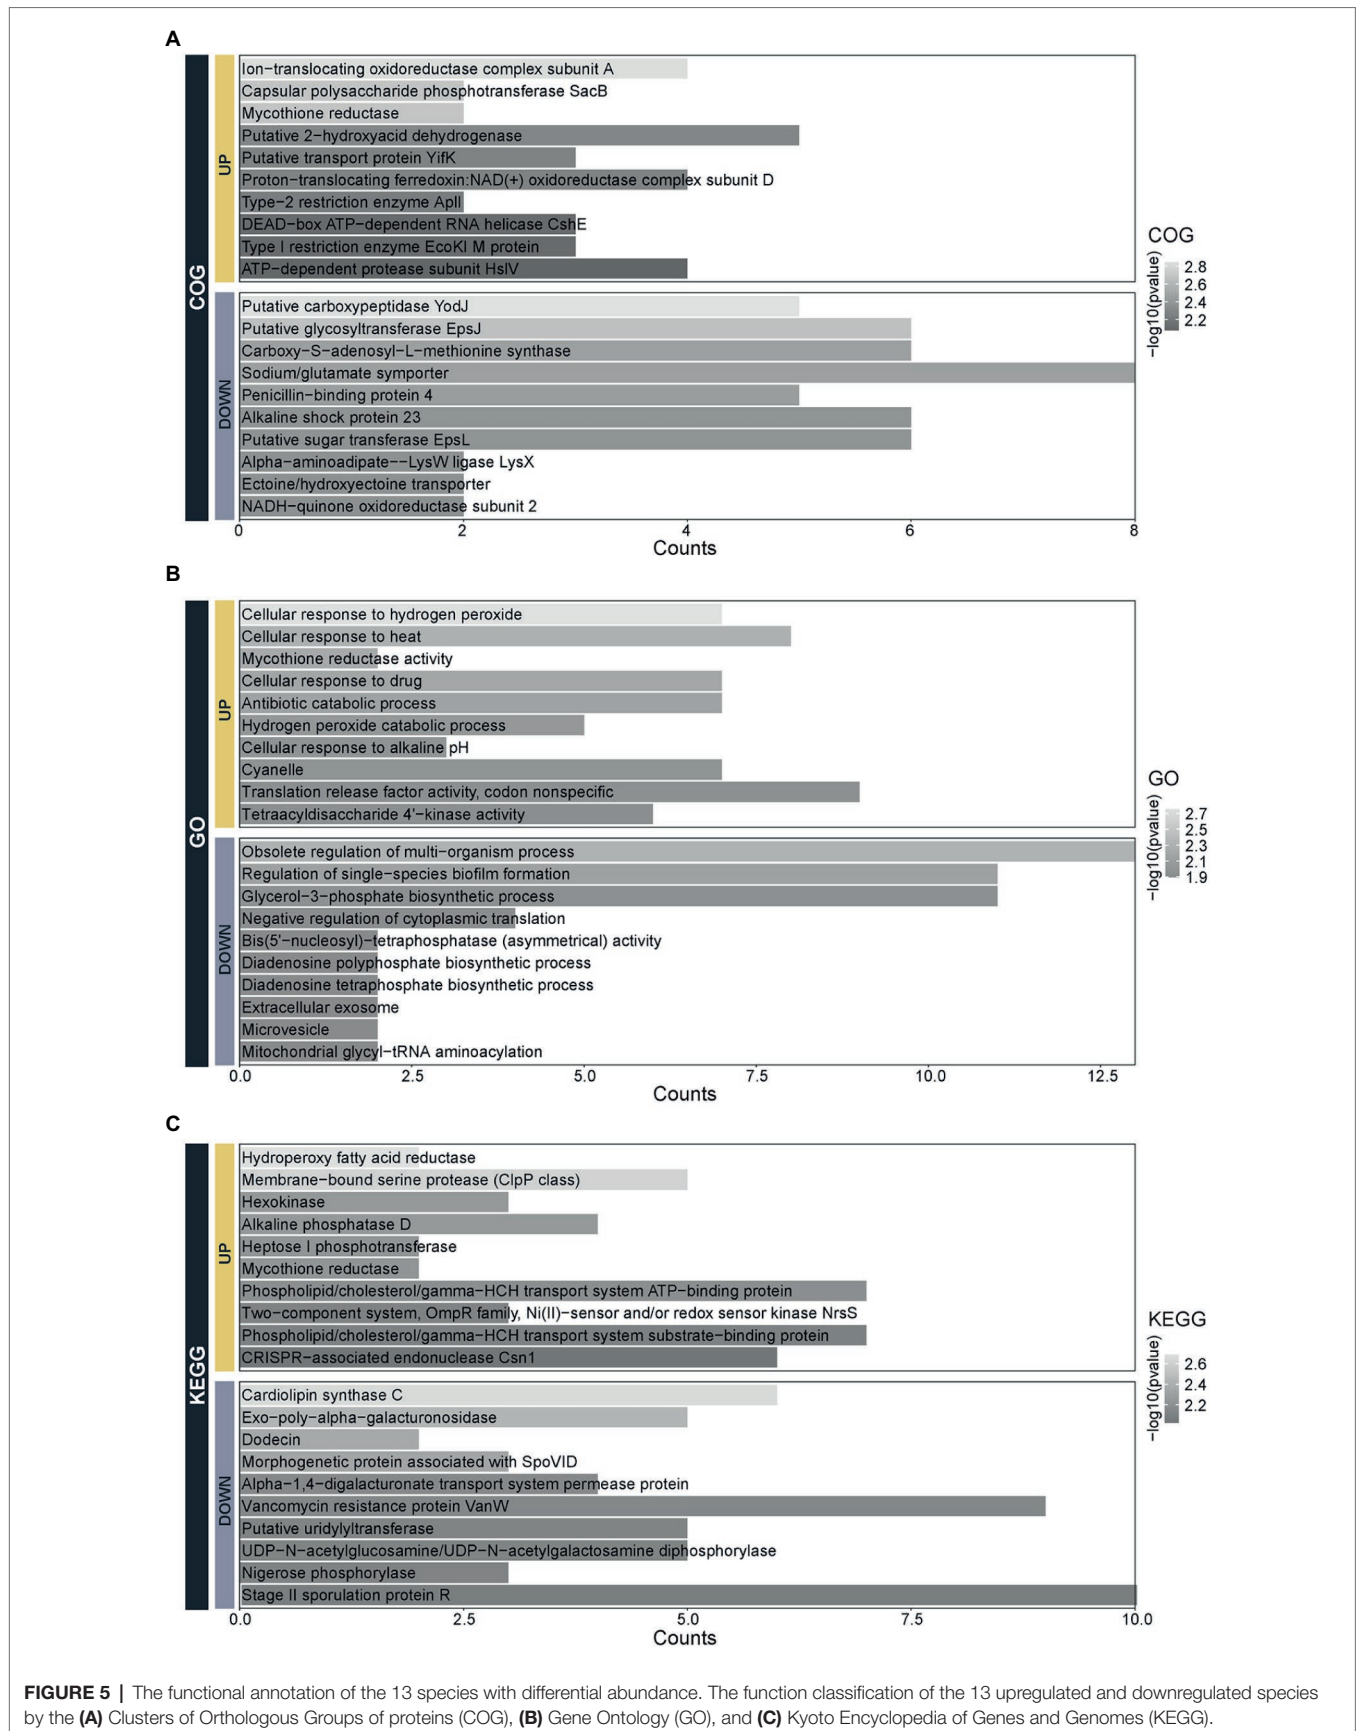 A
COG
UP
Ion−translocating oxidoreductase complex subunit A
Capsular polysaccharide phosphotransferase SacB
Mycothione reductase
Putative 2−hydroxyacid dehydrogenase
Putative transport protein YifK
Proton−translocating ferredoxin:NAD(+) oxidoreductase complex subunit D
Type−2 restriction enzyme ApII
DEAD−box ATP−dependent RNA helicase CshE
Type I restriction enzyme EcoKI M protein
ATP−dependent protease subunit HslV
DOWN
Putative carboxypeptidase YodJ
Putative glycosyltransferase EpsJ
Carboxy−S−adenosyl−L−methionine synthase
Sodium/glutamate symporter
Penicillin−binding protein 4
Alkaline shock protein 23
Putative sugar transferase EpsL
Alpha−aminoadipate−−LysW ligase LysX
Ectoine/hydroxyectoine transporter
NADH−quinone oxidoreductase subunit 2
0 2 4 6 8
Counts
COG
−log10(pvalue)
2.8
2.6
2.4
2.2
B
GO
UP
Cellular response to hydrogen peroxide
Cellular response to heat
Mycothione reductase activity
Cellular response to drug
Antibiotic catabolic process
Hydrogen peroxide catabolic process
Cellular response to alkaline pH
Cyanelle
Translation release factor activity, codon nonspecific
Tetraacyldisaccharide 4'−kinase activity
DOWN
Obsolete regulation of multi−organism process
Regulation of single−species biofilm formation
Glycerol−3−phosphate biosynthetic process
Negative regulation of cytoplasmic translation
Bis(5'−nucleosyl)−tetraphosphatase (asymmetrical) activity
Diadenosine polyphosphate biosynthetic process
Diadenosine tetraphosphate biosynthetic process
Extracellular exosome
Microvesicle
Mitochondrial glycyl−tRNA aminoacylation
0.0 2.5 5.0 7.5 10.0 12.5
Counts
GO
−log10(pvalue)
2.7
2.5
2.3
2.1
1.9
C
KEGG
UP
Hydroperoxy fatty acid reductase
Membrane−bound serine protease (ClpP class)
Hexokinase
Alkaline phosphatase D
Heptose I phosphotransferase
Mycothione reductase
Phospholipid/cholesterol/gamma−HCH transport system ATP−binding protein
Two−component system, OmpR family, Ni(II)−sensor and/or redox sensor kinase NrsS
Phospholipid/cholesterol/gamma−HCH transport system substrate−binding protein
CRISPR−associated endonuclease Csn1
DOWN
Cardiolipin synthase C
Exo−poly−alpha−galacturonosidase
Dodecin
Morphogenetic protein associated with SpoVID
Alpha−1,4−digalacturonate transport system permease protein
Vancomycin resistance protein VanW
Putative uridylyltransferase
UDP−N−acetylglucosamine/UDP−N−acetylgalactosamine diphosphorylase
Nigerose phosphorylase
Stage II sporulation protein R
0.0 2.5 5.0 7.5 10.0
Counts
KEGG
−log10(pvalue)
2.6
2.4
2.2
FIGURE 5 | The functional annotation of the 13 species with differential abundance. The function classification of the 13 upregulated and downregulated species
by the (A) Clusters of Orthologous Groups of proteins (COG), (B) Gene Ontology (GO), and (C) Kyoto Encyclopedia of Genes and Genomes (KEGG).